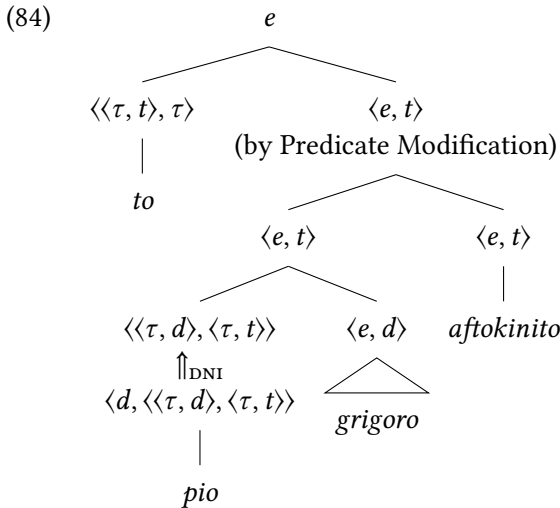 (84) e
⟨⟨τ, t⟩, τ⟩ ⟨e, t⟩
(by Predicate Modification)
to
⟨e, t⟩ ⟨e, t⟩
⟨⟨τ, d⟩, ⟨τ, t⟩⟩ ⟨e, d⟩ aftokinito
⇑DNI
⟨d, ⟨⟨τ, d⟩, ⟨τ, t⟩⟩ grigoro
pio